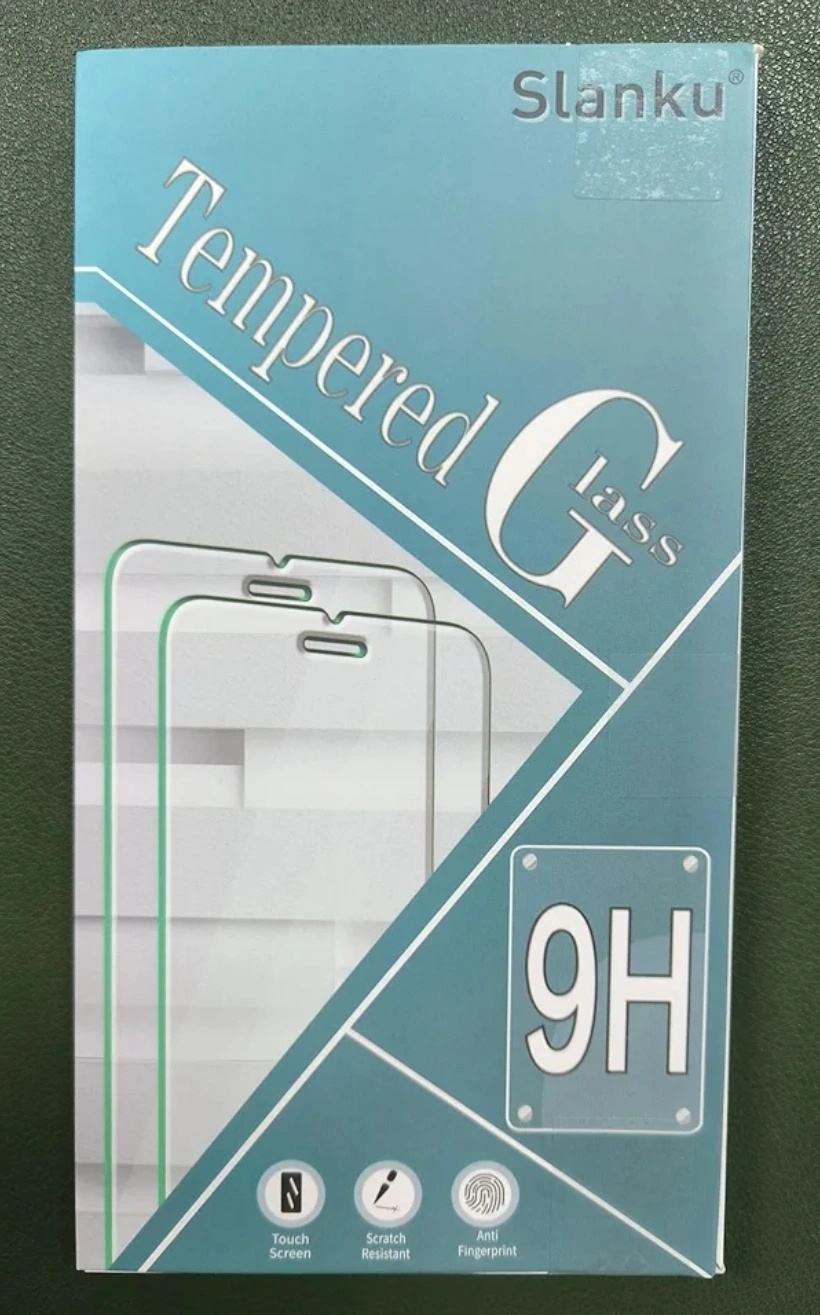 Slanku®
Tempered Glass
9H
Touch
Screen
Scratch
Resistant
Anti
Fingerprint